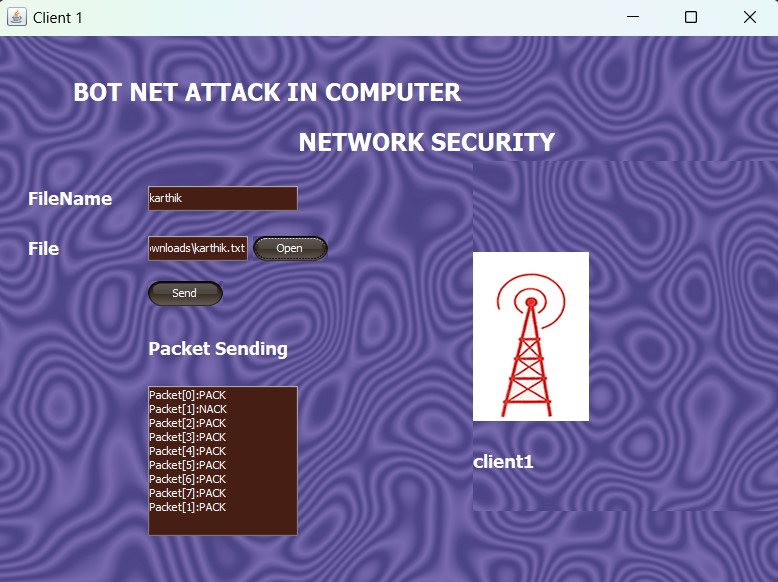 Client 1
BOT NET ATTACK IN COMPUTER
NETWORK SECURITY
FileName
karthik
File
ownloads\karthik.txt
Open
Send
Packet Sending
Packet[0]:PACK
Packet[1]:NACK
Packet[2]:PACK
Packet[3]:PACK
Packet[4]:PACK
Packet[5]:PACK
Packet[6]:PACK
Packet[7]:PACK
Packet[1]:PACK
client1